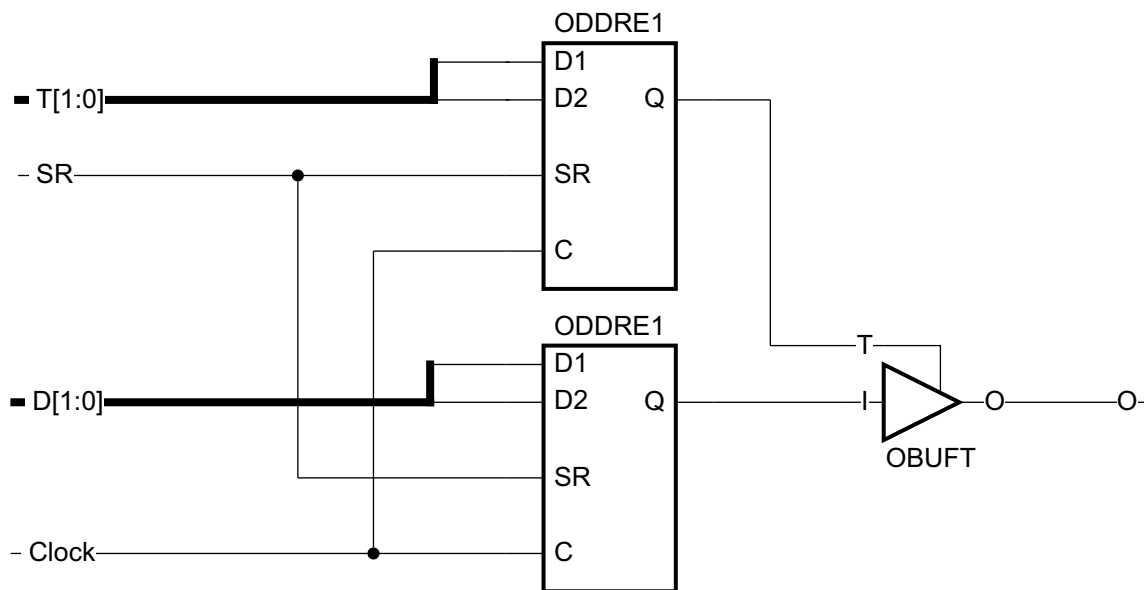 ODDRE1
D1
T[1:0]
D2
Q
SR
SR
C
ODDRE1
D1
T
D[1:0]
D2
Q
I
O
O
OBUFT
SR
Clock
C